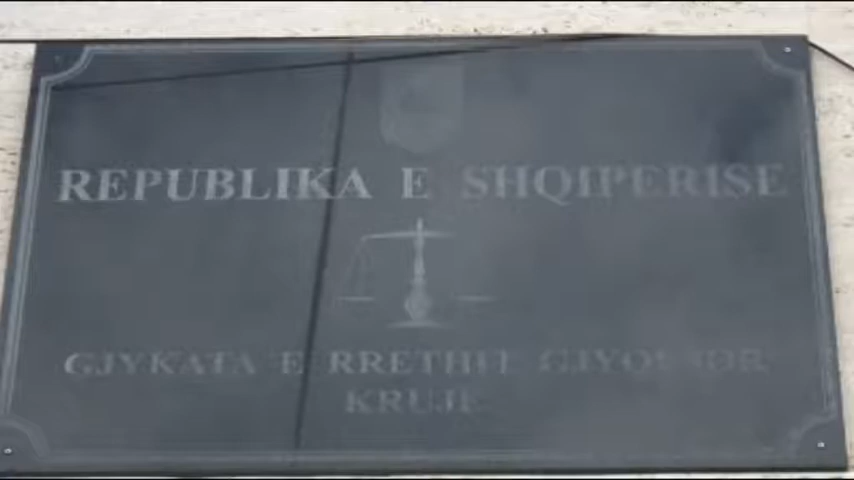 REPUBLIKA E SHQIPERISE
GJYKATA E RRETHIT GJYQESOR
KRUJE